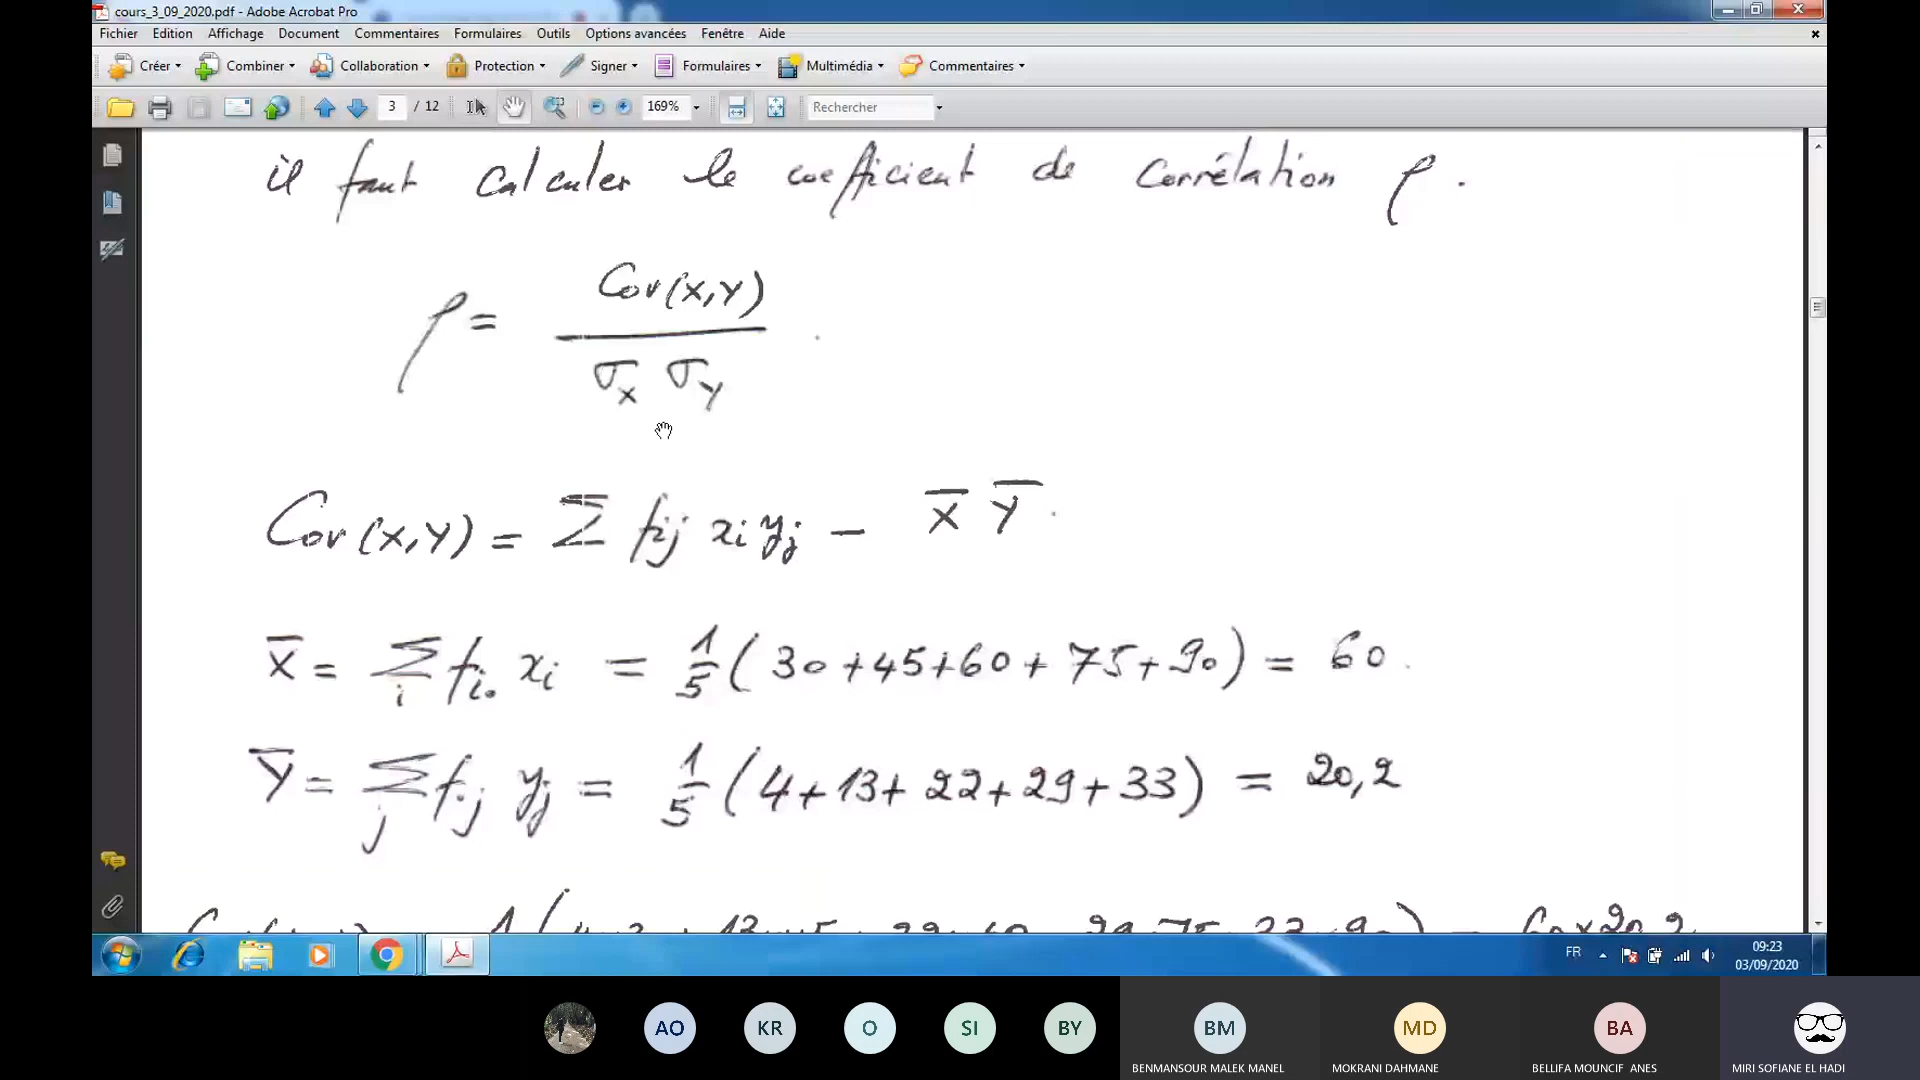 cours_3_09_2020.pdf - Adobe Acrobat Pro
Fichier Edition Affichage Document Commentaires Formulaires Outils Options avancées Fenêtre Aide
Créer Combiner Collaboration Protection Signer Formulaires Multimédia Commentaires
3 / 12 169% Rechercher
il faut calculer le coefficient de corrélation ρ.
ρ = Cov(X,Y) / σX σY
Cov(X,Y) = Σ fij xi yj - X̄ Ȳ.
X̄ = Σi fi. xi = 1/5 (30+45+60+75+90) = 60.
Ȳ = Σj f.j yj = 1/5 (4+13+22+29+33) = 20,2
FR 09:23
03/09/2020
AO KR O SI BY BM MD BA
BENMANSOUR MALEK MANEL MOKRANI DAHMANE BELLIFA MOUNCIF ANES MIRI SOFIANE EL HADI